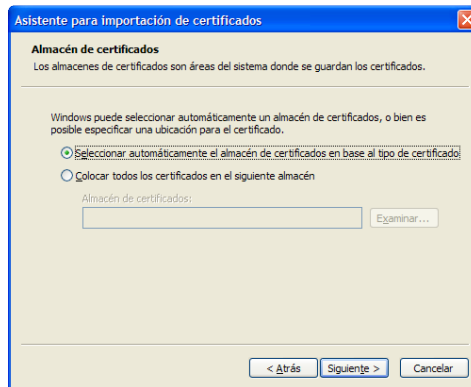 Asistente para importación de certificados
Almacén de certificados
Los almacenes de certificados son áreas del sistema donde se guardan los certificados.
Windows puede seleccionar automáticamente un almacén de certificados, o bien es
posible especificar una ubicación para el certificado.
Seleccionar automáticamente el almacén de certificados en base al tipo de certificado
Colocar todos los certificados en el siguiente almacén
Almacén de certificados:
Examinar...
< Atrás Siguiente > Cancelar